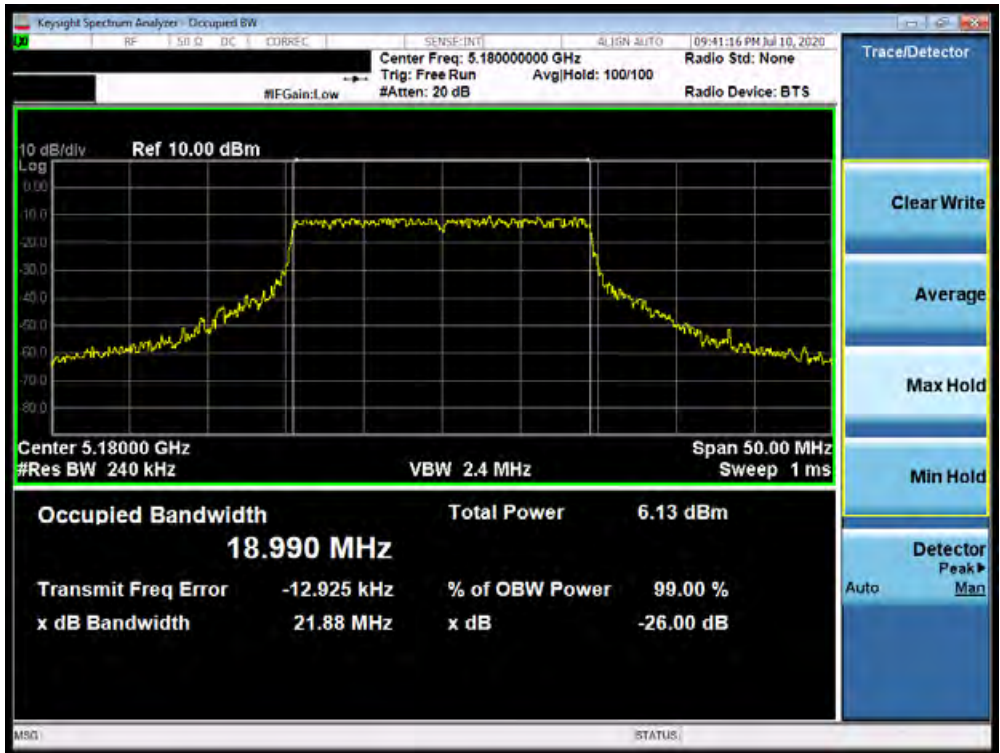 Keysight Spectrum Analyzer - Occupied BW
RF 50 Ω DC CORREC SENSE:INT ALIGN AUTO 09:41:16 PM Jul 10, 2020
Center Freq: 5.180000000 GHz Radio Std: None
Trig: Free Run Avg|Hold: 100/100
#IFGain:Low #Atten: 20 dB Radio Device: BTS
10 dB/div Ref 10.00 dBm
Log
0.00
-10.0
-20.0
-30.0
-40.0
-50.0
-60.0
-70.0
-80.0
Center 5.18000 GHz Span 50.00 MHz
#Res BW 240 kHz VBW 2.4 MHz Sweep 1 ms
Occupied Bandwidth Total Power 6.13 dBm
18.990 MHz
Transmit Freq Error -12.925 kHz % of OBW Power 99.00 %
x dB Bandwidth 21.88 MHz x dB -26.00 dB
MSG STATUS
Trace/Detector
Clear Write
Average
Max Hold
Min Hold
Detector
Peak▶
Auto Man